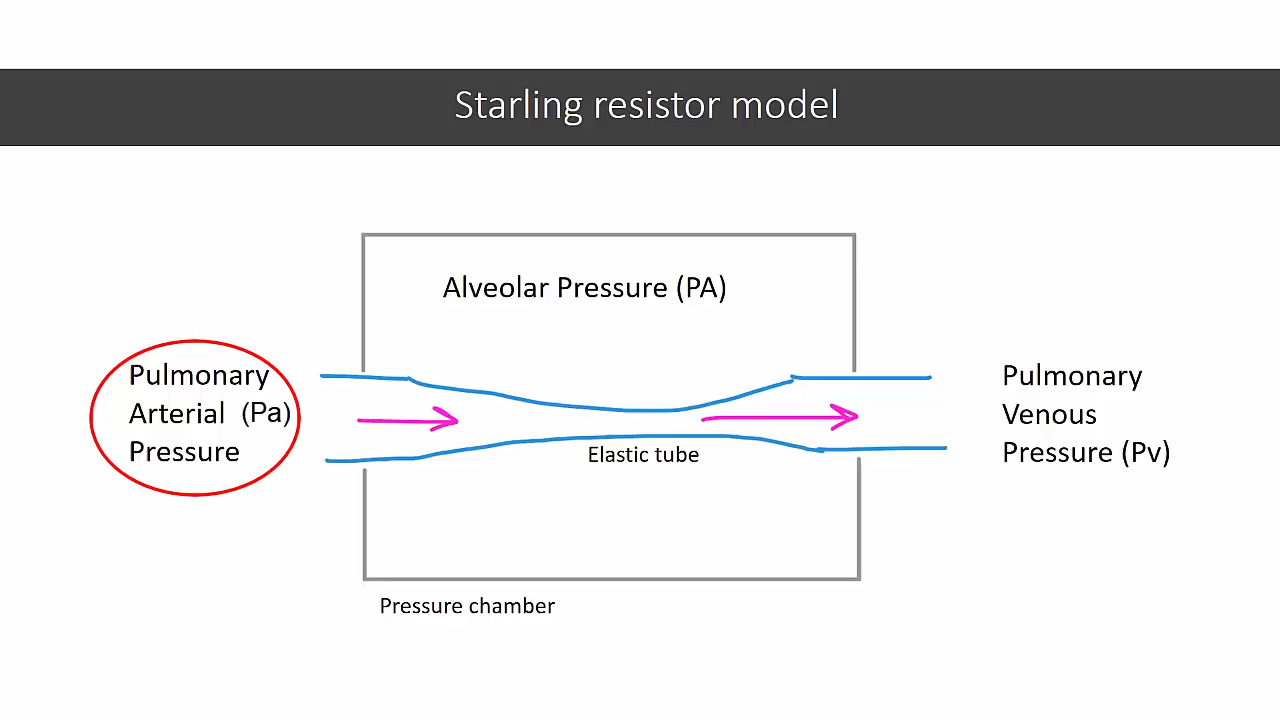 Starling resistor model
Alveolar Pressure (PA)
Pulmonary
Arterial (Pa)
Pressure
Elastic tube
Pulmonary
Venous
Pressure (Pv)
Pressure chamber